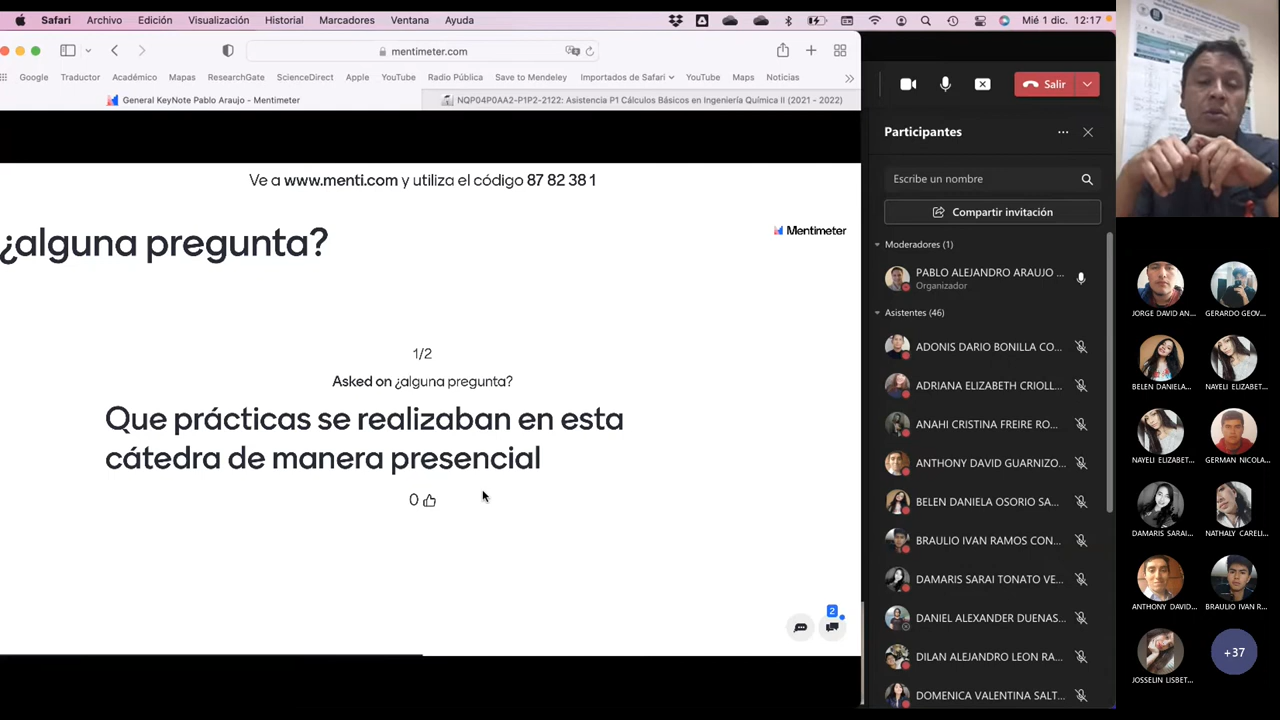 Safari Archivo Edición Visualización Historial Marcadores Ventana Ayuda Mié 1 dic. 12:17
mentimeter.com
Google Traductor Académico Mapas ResearchGate ScienceDirect Apple YouTube Radio Pública Save to Mendeley Importados de Safari YouTube Maps Noticias
General KeyNote Pablo Araujo - Mentimeter
NQP04P0AA2-P1P2-2122: Asistencia P1 Cálculos Básicos en Ingeniería Química II (2021 - 2022)
Ve a www.menti.com y utiliza el código 87 82 38 1
¿alguna pregunta?
Mentimeter
1/2
Asked on ¿alguna pregunta?
Que prácticas se realizaban en esta
cátedra de manera presencial
0
2
Salir
Participantes
Escribe un nombre
Compartir invitación
Moderadores (1)
PABLO ALEJANDRO ARAUJO ...
Organizador
Asistentes (46)
ADONIS DARIO BONILLA CO...
ADRIANA ELIZABETH CRIOLL...
ANAHI CRISTINA FREIRE RO...
ANTHONY DAVID GUARNIZO...
BELEN DANIELA OSORIO SA...
BRAULIO IVAN RAMOS CON...
DAMARIS SARAI TONATO VE...
DANIEL ALEXANDER DUENAS...
DILAN ALEJANDRO LEON RA...
DOMENICA VALENTINA SALT...
JORGE DAVID AN...
GERARDO GEOV...
BELEN DANIELA...
NAYELI ELIZABET...
NAYELI ELIZABET...
GERMAN NICOLA...
DAMARIS SARAI...
NATHALY CARELI...
ANTHONY DAVID...
BRAULIO IVAN R...
JOSSELIN LISBET...
+37